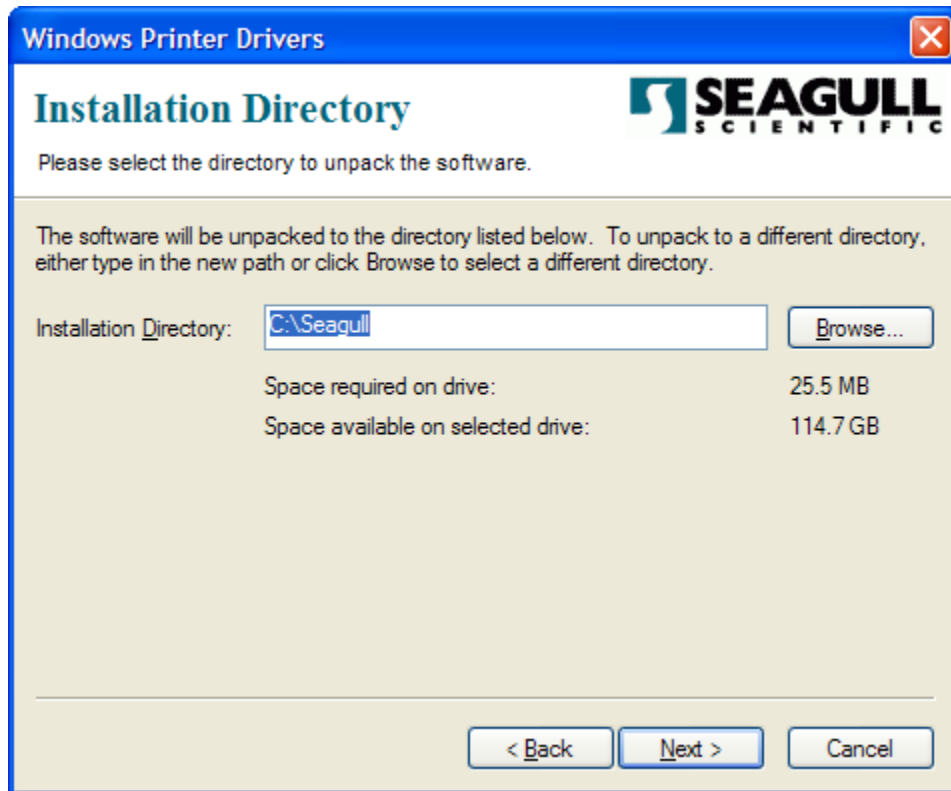 Windows Printer Drivers
Installation Directory
SEAGULL
SCIENTIFIC
Please select the directory to unpack the software.
The software will be unpacked to the directory listed below.  To unpack to a different directory,
either type in the new path or click Browse to select a different directory.
Installation Directory: C:\Seagull Browse...
Space required on drive: 25.5 MB
Space available on selected drive: 114.7 GB
< Back Next > Cancel